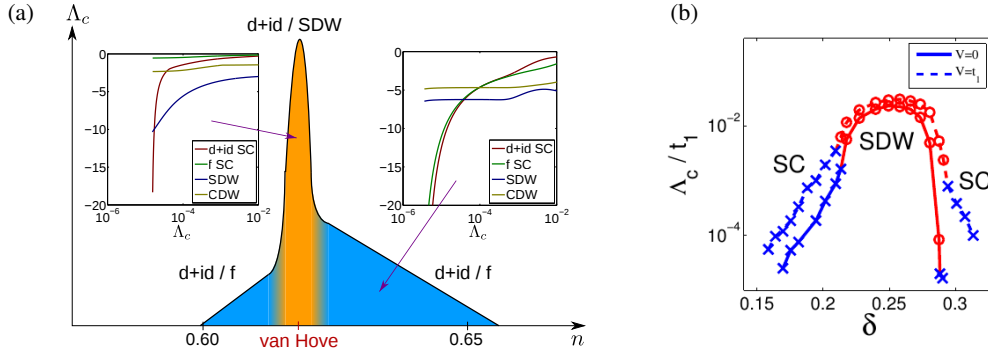 (a)
Λc
d+id / SDW
0
−5
−10
−15
−20
d+id SC
f SC
SDW
CDW
10−6
10−4
10−2
Λc
0
−5
−10
−15
−20
d+id SC
f SC
SDW
CDW
10−6
10−4
10−2
Λc
d+id / f
d+id / f
0.60
van Hove
0.65
n
(b)
Λc / t1
10−2
10−4
V=0
V=t1
SC
SDW
SC
0.15
0.2
0.25
0.3
δ